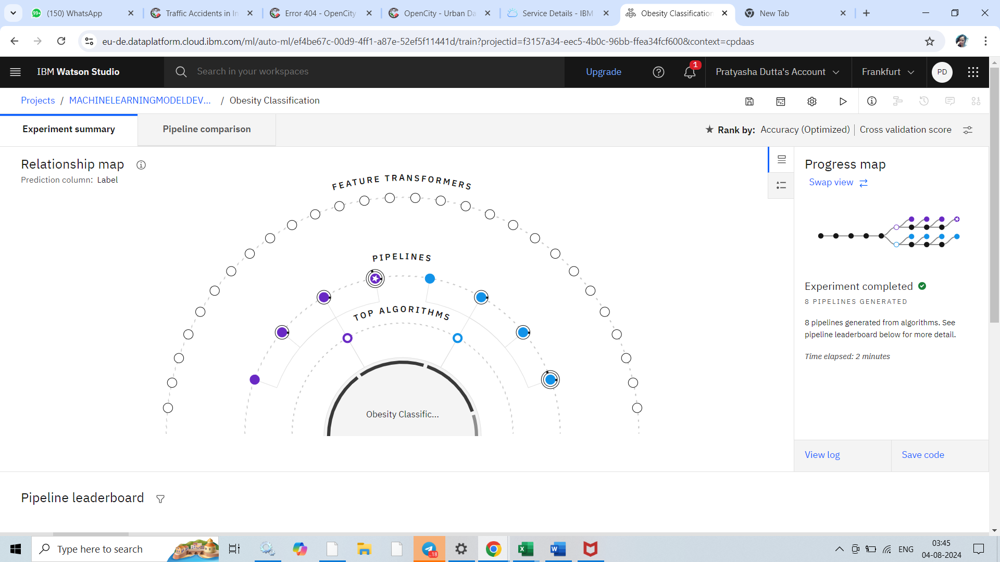 (150) WhatsApp
Traffic Accidents in In
Error 404 - OpenCity
OpenCity - Urban Da
Service Details - IBM
Obesity Classification
New Tab
eu-de.dataplatform.cloud.ibm.com/ml/auto-ml/ef4be67c-00d9-4ff1-a87e-52ef5f11441d/train?projectid=f3157a34-eec5-4b0c-96bb-ffea34fcf600&context=cpdaas
IBM Watson Studio
Search in your workspaces
Upgrade
1
Pratyasha Dutta's Account
Frankfurt
PD
Projects / MACHINELEARNINGMODELDEV... / Obesity Classification
Experiment summary
Pipeline comparison
Rank by: Accuracy (Optimized) | Cross validation score
Relationship map
Prediction column: Label
FEATURE TRANSFORMERS
PIPELINES
TOP ALGORITHMS
Obesity Classific...
Progress map
Swap view
Experiment completed
8 PIPELINES GENERATED
8 pipelines generated from algorithms. See
pipeline leaderboard below for more detail.
Time elapsed: 2 minutes
View log
Save code
Pipeline leaderboard
Type here to search
..18
ENG
03:45
04-08-2024